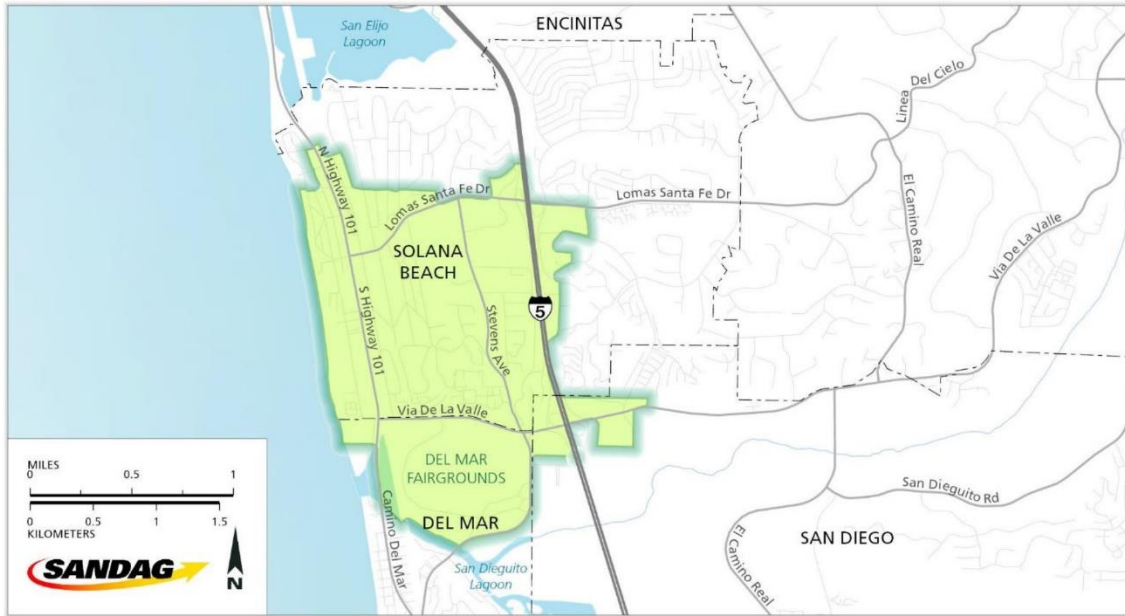 San Elijo
Lagoon
ENCINITAS
Del Cielo
Linea
N Highway 101
Lomas Santa Fe Dr
Lomas Santa Fe Dr
El Camino Real
Via De La Valle
SOLANA
BEACH
S Highway 101
Stevens Ave
5
Via De La Valle
DEL MAR
FAIRGROUNDS
Camino Del Mar
DEL MAR
San Dieguito
Lagoon
San Dieguito Rd
El Camino Real
SAN DIEGO
MILES
0 0.5 1
0 0.5 1 1.5
KILOMETERS
SANDAG
N